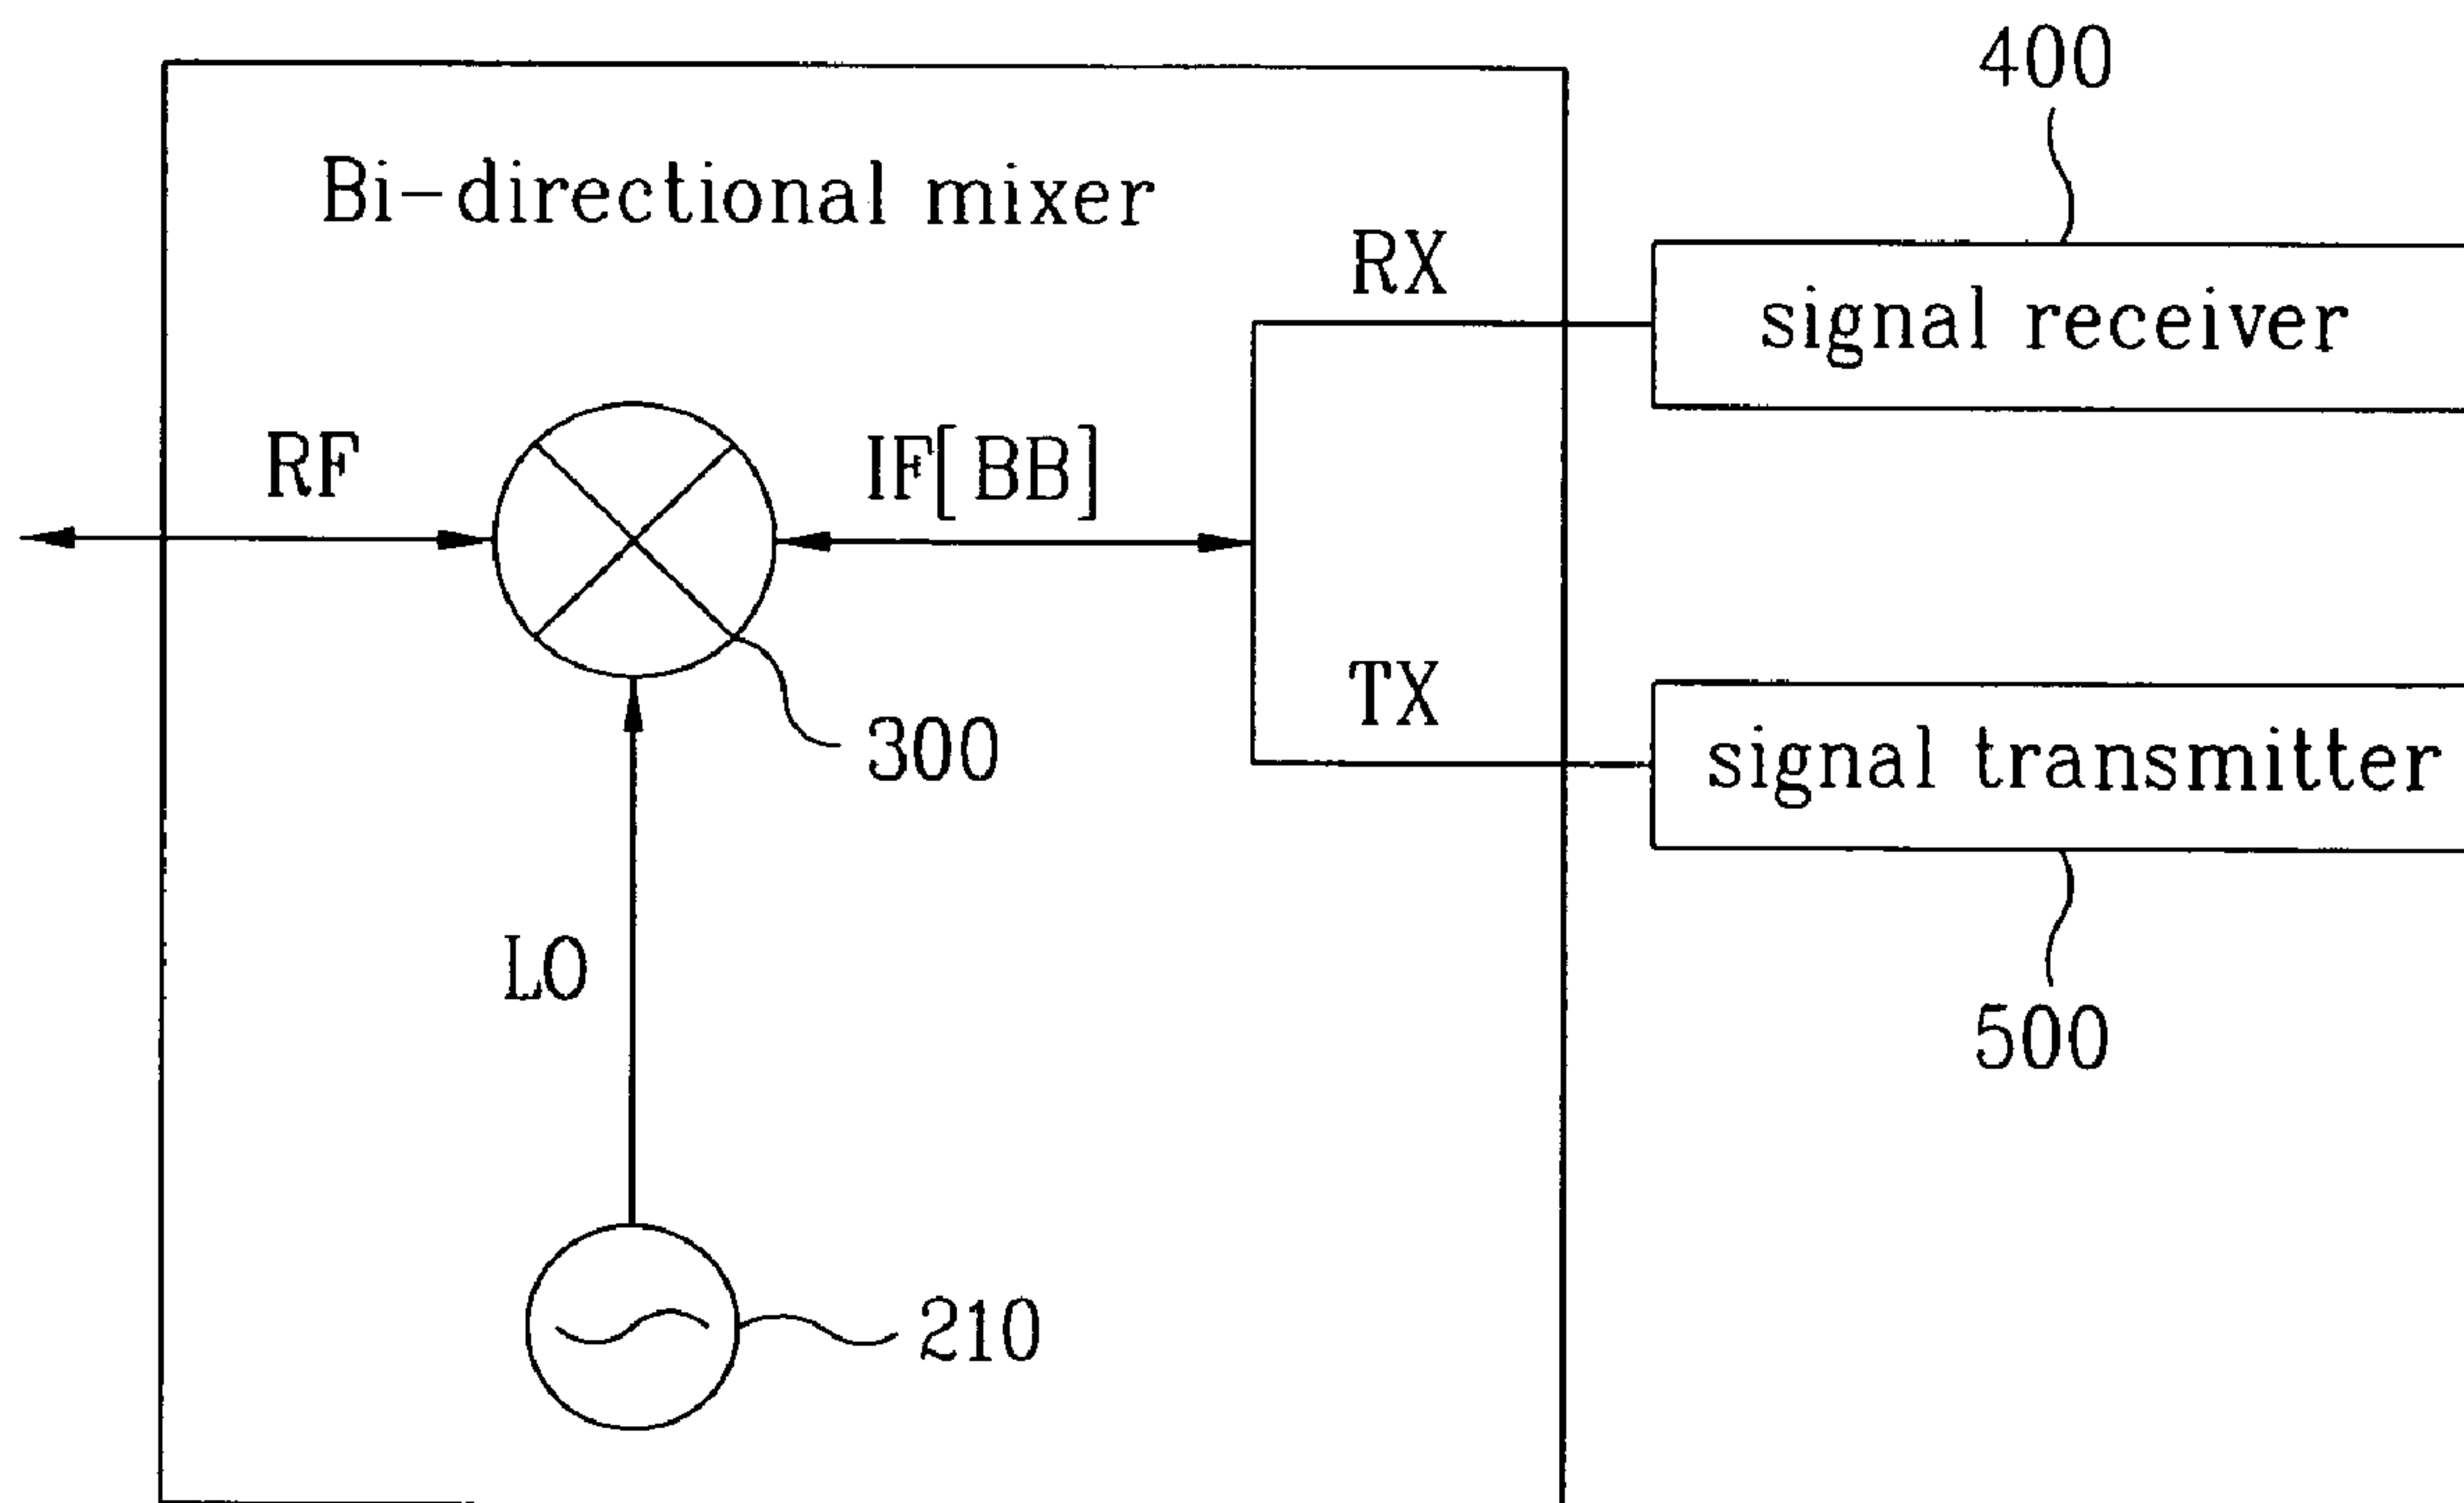 400
Bi-directional mixer
RX
signal receiver
RF
IF[BB]
TX
300
signal transmitter
LO
500
210